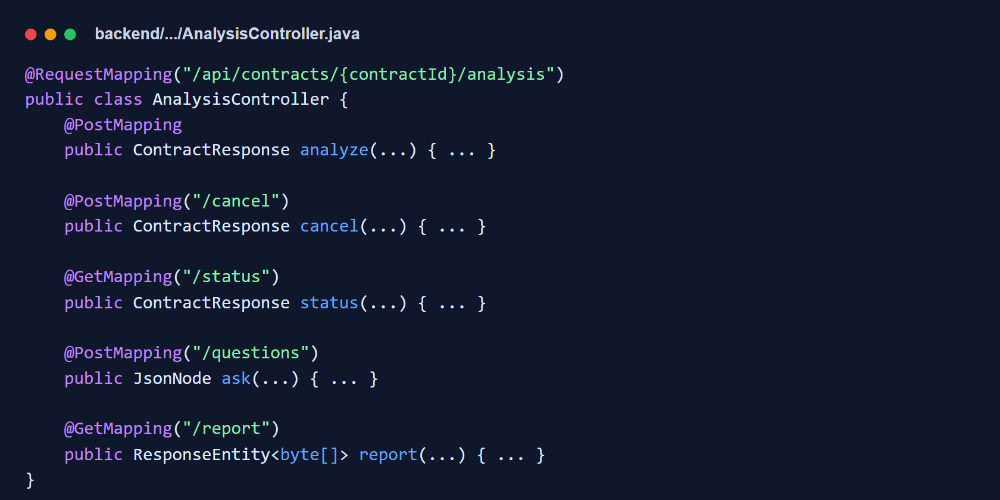 backend/.../AnalysisController.java
@RequestMapping("/api/contracts/{contractId}/analysis")
public class AnalysisController {
    @PostMapping
    public ContractResponse analyze(...) { ... }

    @PostMapping("/cancel")
    public ContractResponse cancel(...) { ... }

    @GetMapping("/status")
    public ContractResponse status(...) { ... }

    @PostMapping("/questions")
    public JsonNode ask(...) { ... }

    @GetMapping("/report")
    public ResponseEntity<byte[]> report(...) { ... }
}